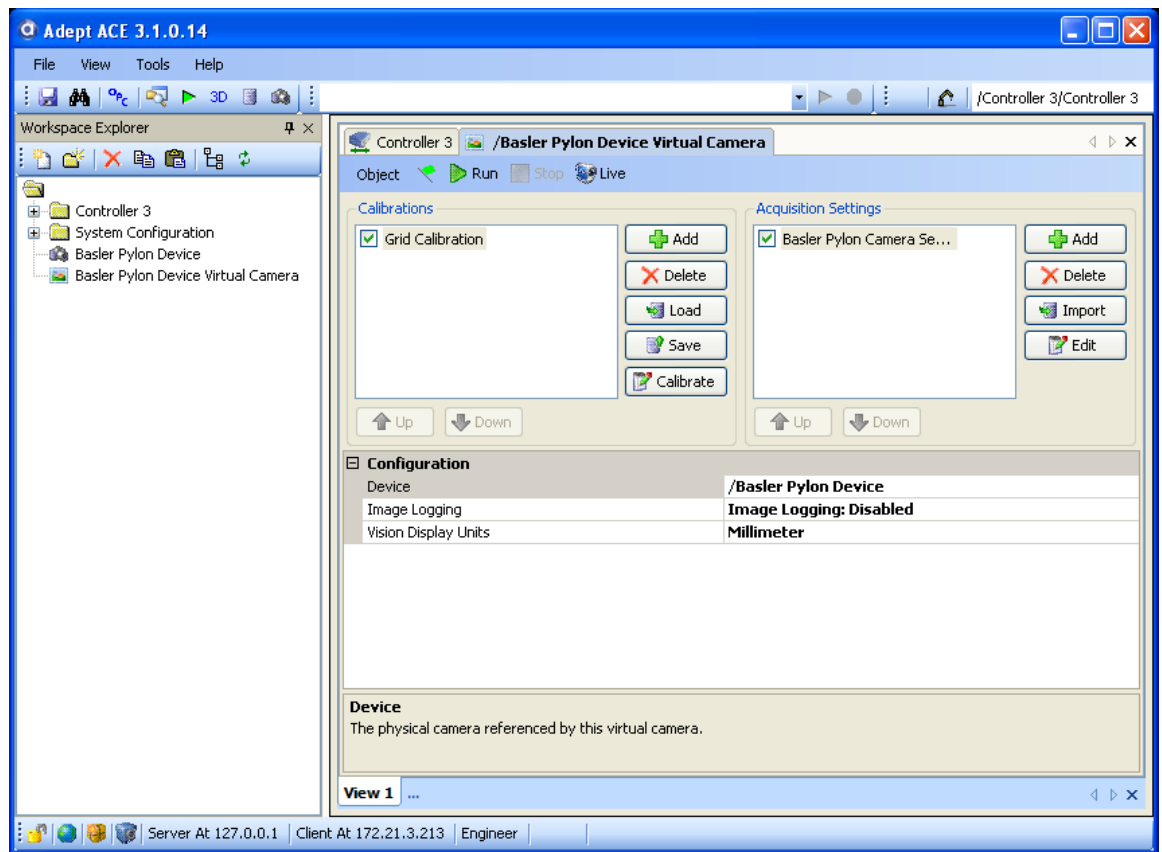 Adept ACE 3.1.0.14
File View Tools Help
3D
/Controller 3/Controller 3
Workspace Explorer
Controller 3
System Configuration
Basler Pylon Device
Basler Pylon Device Virtual Camera
Controller 3 /Basler Pylon Device Virtual Camera
Object Run Stop Live
Calibrations
Grid Calibration
Add
Delete
Load
Save
Calibrate
Up Down
Acquisition Settings
Basler Pylon Camera Se...
Add
Delete
Import
Edit
Up Down
Configuration
Device /Basler Pylon Device
Image Logging Image Logging: Disabled
Vision Display Units Millimeter
Device
The physical camera referenced by this virtual camera.
View 1 ...
Server At 127.0.0.1 Client At 172.21.3.213 Engineer